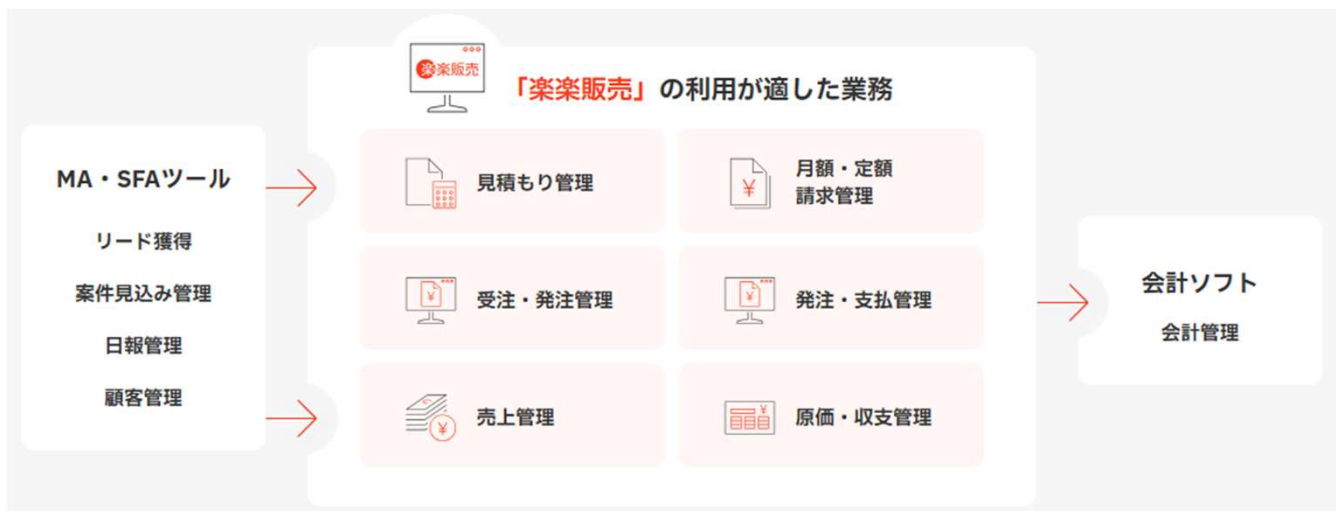 楽楽販売
「楽楽販売」の利用が適した業務
MA・SFAツール
リード獲得
案件見込み管理
日報管理
顧客管理
見積もり管理
月額・定額
請求管理
受注・発注管理
発注・支払管理
売上管理
原価・収支管理
会計ソフト
会計管理